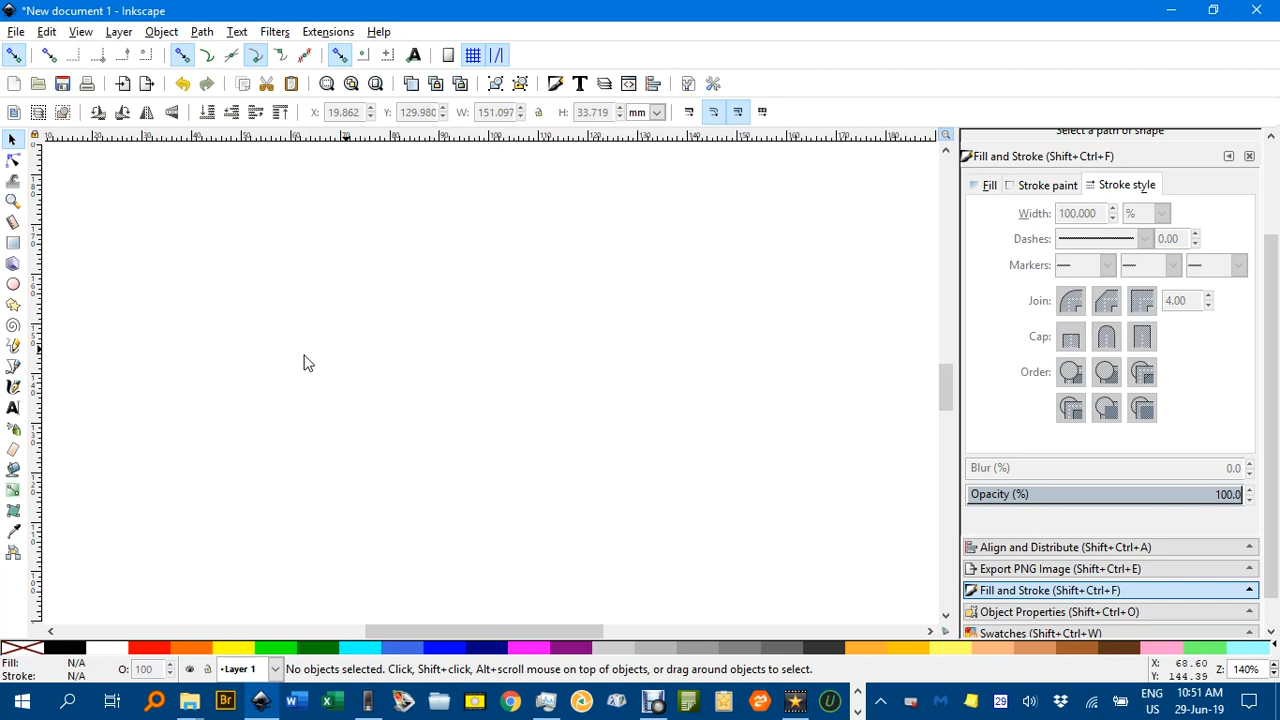 *New document 1 - Inkscape
File Edit View Layer Object Path Text Filters Extensions Help
X: 19.862 Y: 129.980 W: 151.097 H: 33.719 mm
Select a path or shape
Fill and Stroke (Shift+Ctrl+F)
Fill Stroke paint Stroke style
Width: 100.000 %
Dashes: 0.00
Markers:
Join: 4.00
Cap:
Order:
Blur (%) 0.0
Opacity (%) 100.0
Align and Distribute (Shift+Ctrl+A)
Export PNG Image (Shift+Ctrl+E)
Fill and Stroke (Shift+Ctrl+F)
Object Properties (Shift+Ctrl+O)
Swatches (Shift+Ctrl+W)
Fill: N/A
Stroke: N/A
O: 100
Layer 1
No objects selected. Click, Shift+click, Alt+scroll mouse on top of objects, or drag around objects to select.
X: 68.60
Y: 144.39
Z: 140%
ENG
US
10:51 AM
29-Jun-19